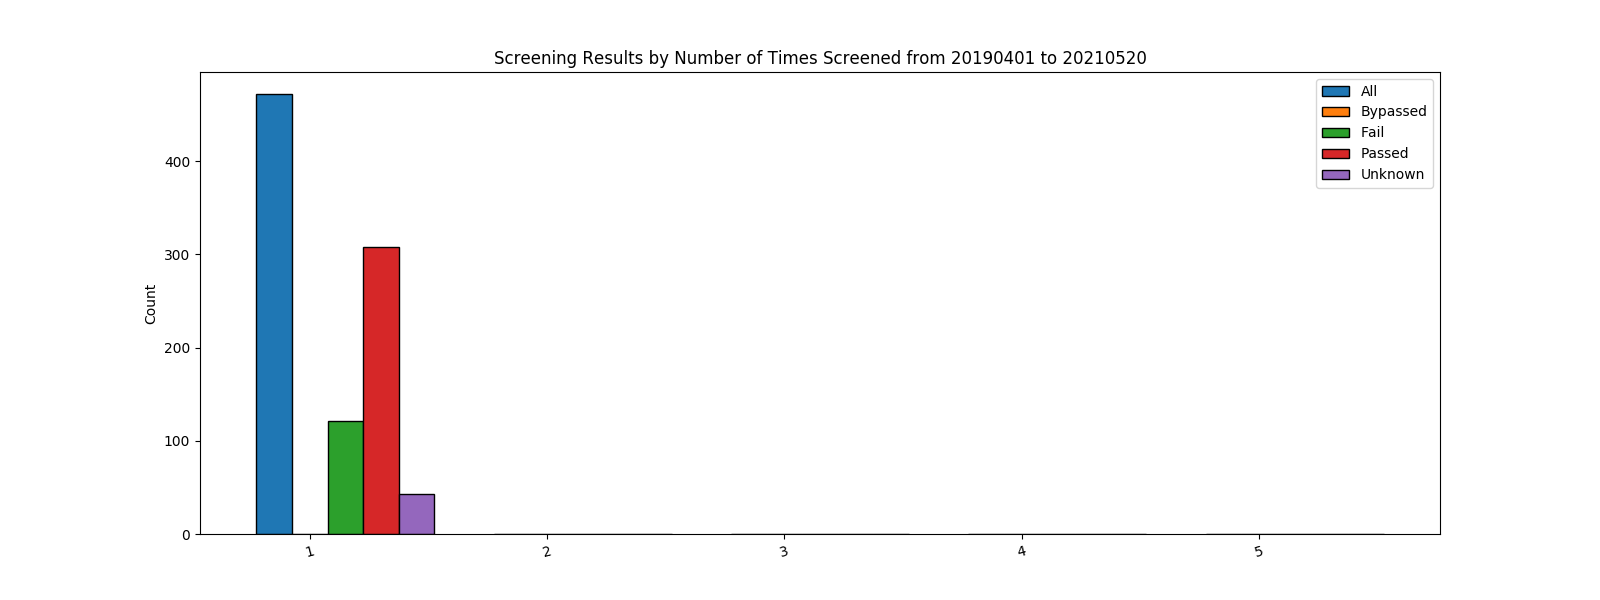 Screening Results by Number of Times Screened from 20190401 to 20210520
All
Bypassed
Fail
Passed
Unknown
Count
400
300
200
100
0
1 2 3 4 5